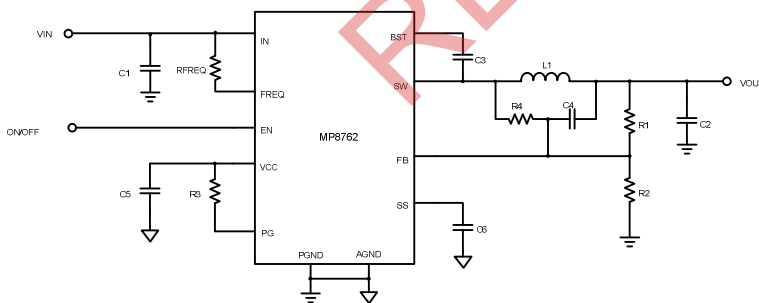 RE
VIN
C1
RFREQ
IN
FREQ
ON/OFF
EN
VCC
C5
R3
PG
PGND
AGND
MP8762
BST
C3
SW
L1
R4
C4
FB
SS
C6
R1
R2
C2
VOU